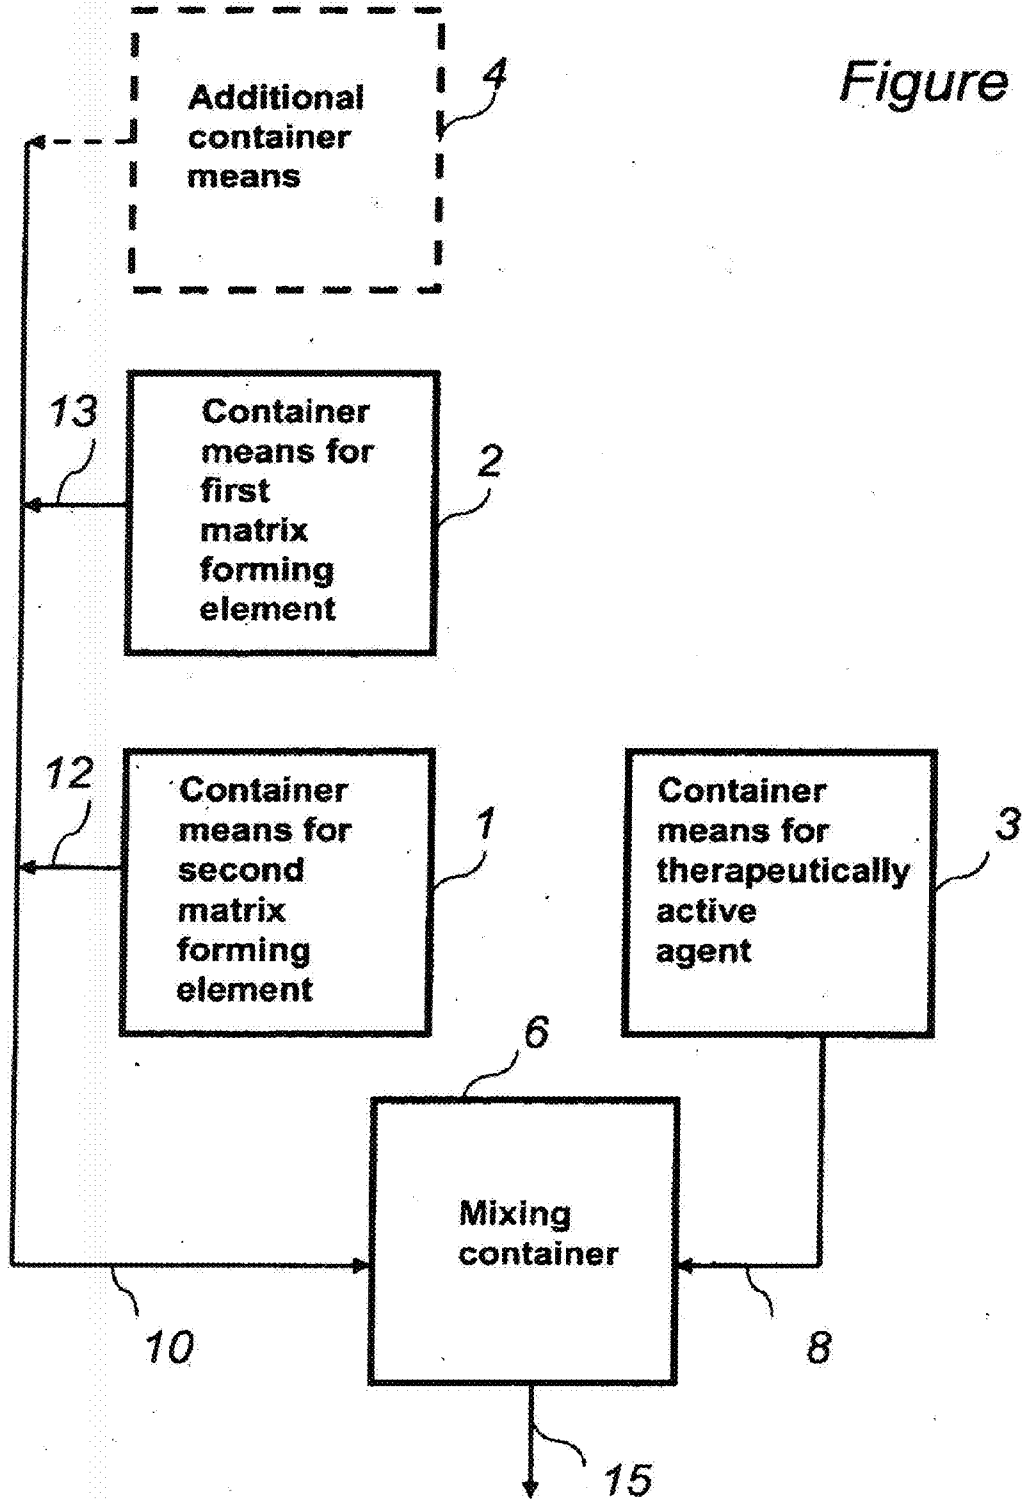 Figure
4
Additional
container
means
13
Container
means for
first
matrix
forming
element
2
12
Container
means for
second
matrix
forming
element
1
Container
means for
therapeutically
active
agent
3
6
Mixing
container
10
8
15